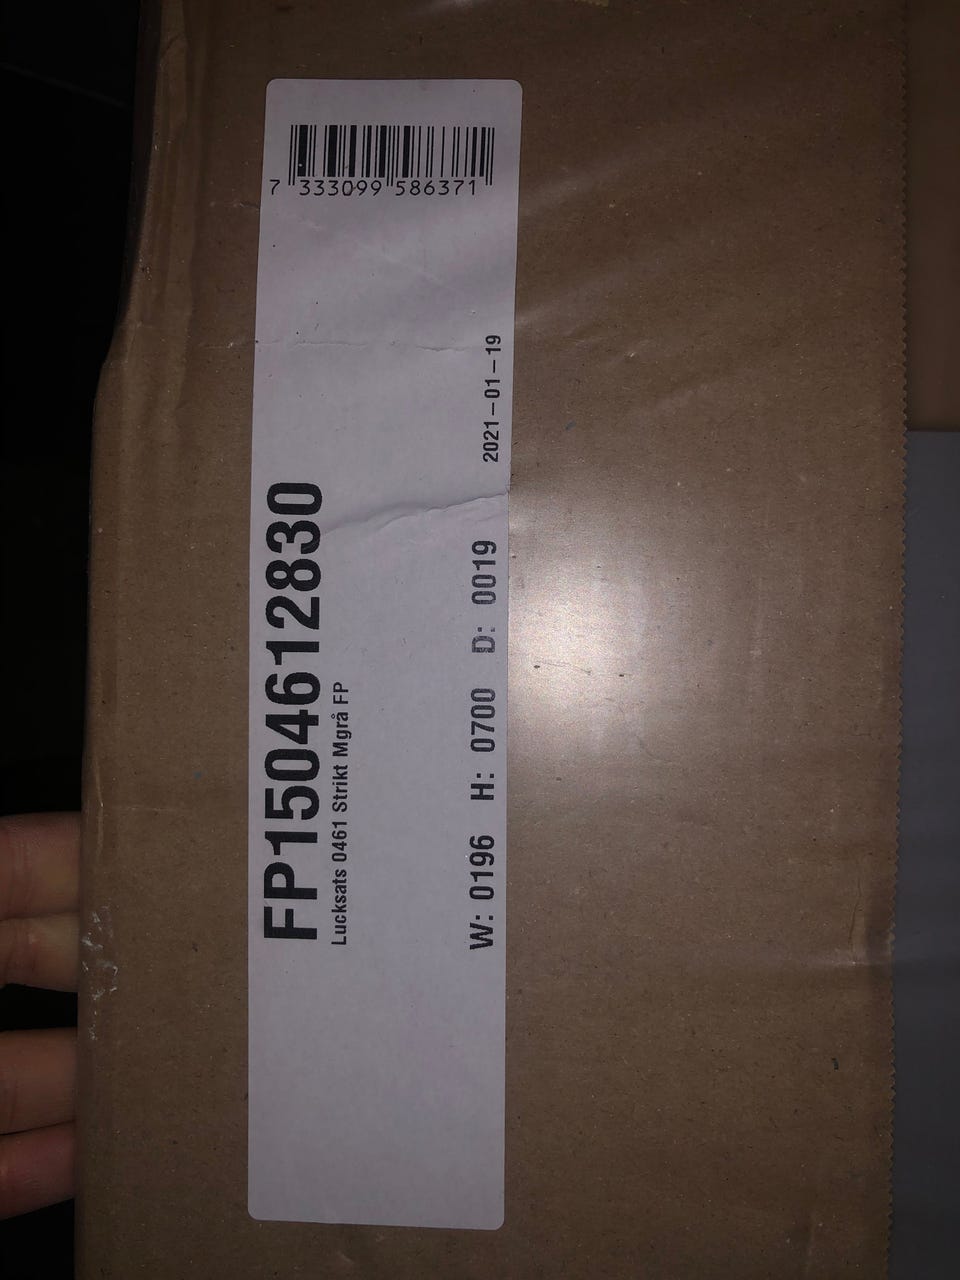 7 333099 586371
FP1504612830
Lucksats 0461 Strikt Mgrå FP
W: 0196 H: 0700 D: 0019 2021-01-19